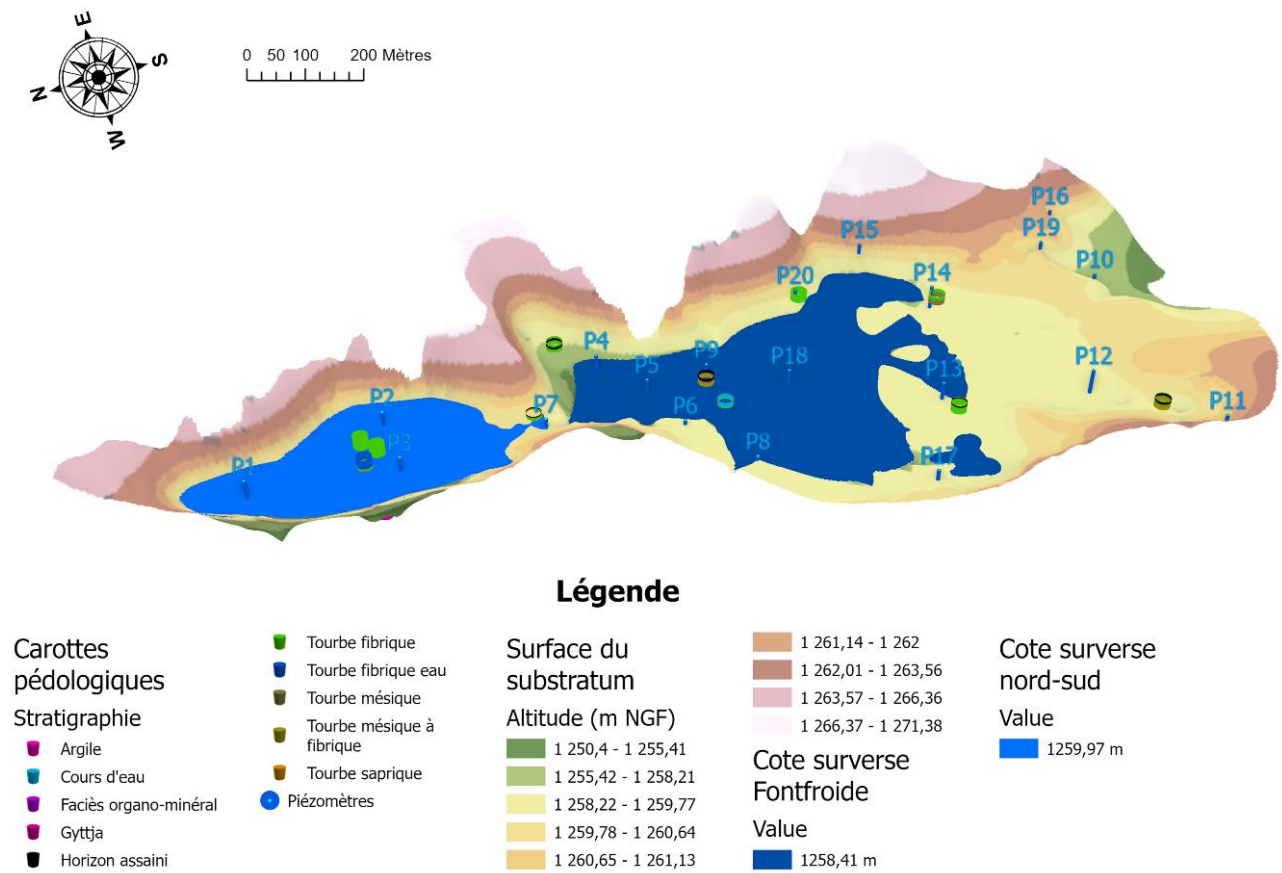 E
S
N
W
0 50 100 200 Mètres
P16
P15
P19
P10
P20
P14
P4
P9
P5
P18
P13
P12
P2
P7
P6
P11
P3
P8
P1
P17
Légende
Carottes
pédologiques
Stratigraphie
Argile
Cours d'eau
Faciès organo-minéral
Gyttja
Horizon assaini
Tourbe fibrique
Tourbe fibrique eau
Tourbe mésique
Tourbe mésique à
fibrique
Tourbe saprique
Piézomètres
Surface du
substratum
Altitude (m NGF)
1 250,4 - 1 255,41
1 255,42 - 1 258,21
1 258,22 - 1 259,77
1 259,78 - 1 260,64
1 260,65 - 1 261,13
1 261,14 - 1 262
1 262,01 - 1 263,56
1 263,57 - 1 266,36
1 266,37 - 1 271,38
Cote surverse
Fontfroide
Value
1258,41 m
Cote surverse
nord-sud
Value
1259,97 m